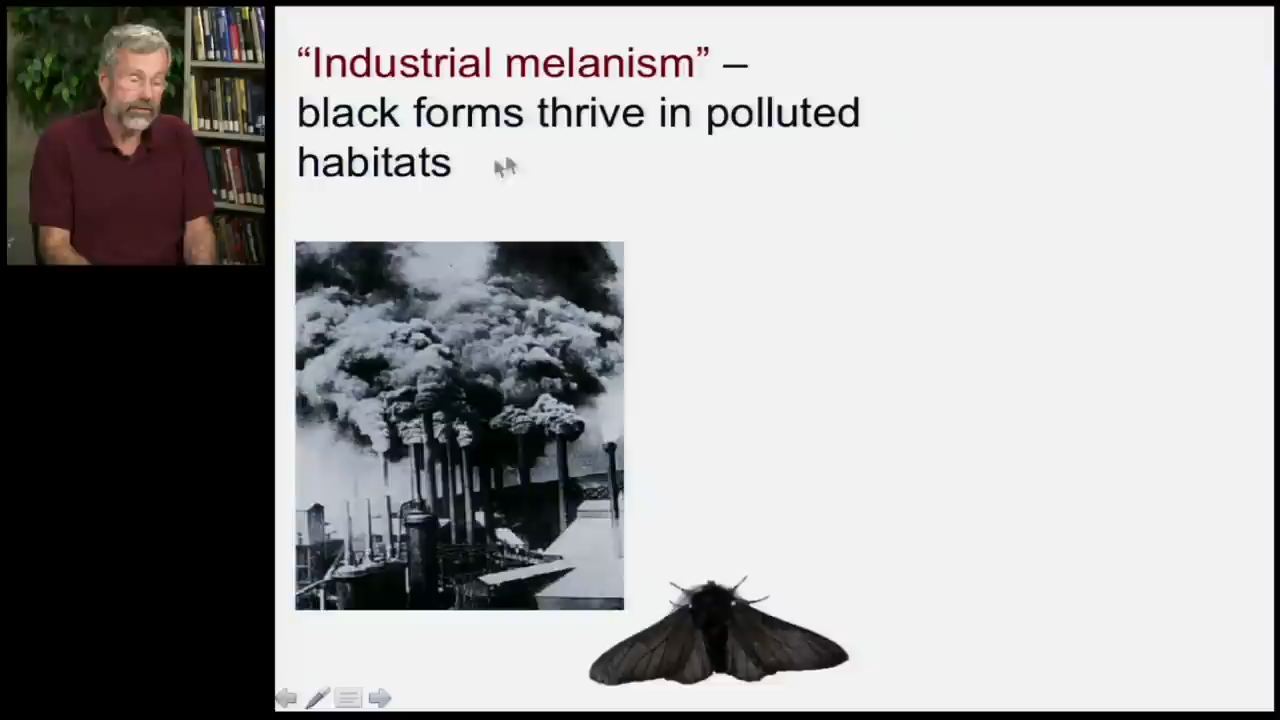 “Industrial melanism” –
black forms thrive in polluted
habitats